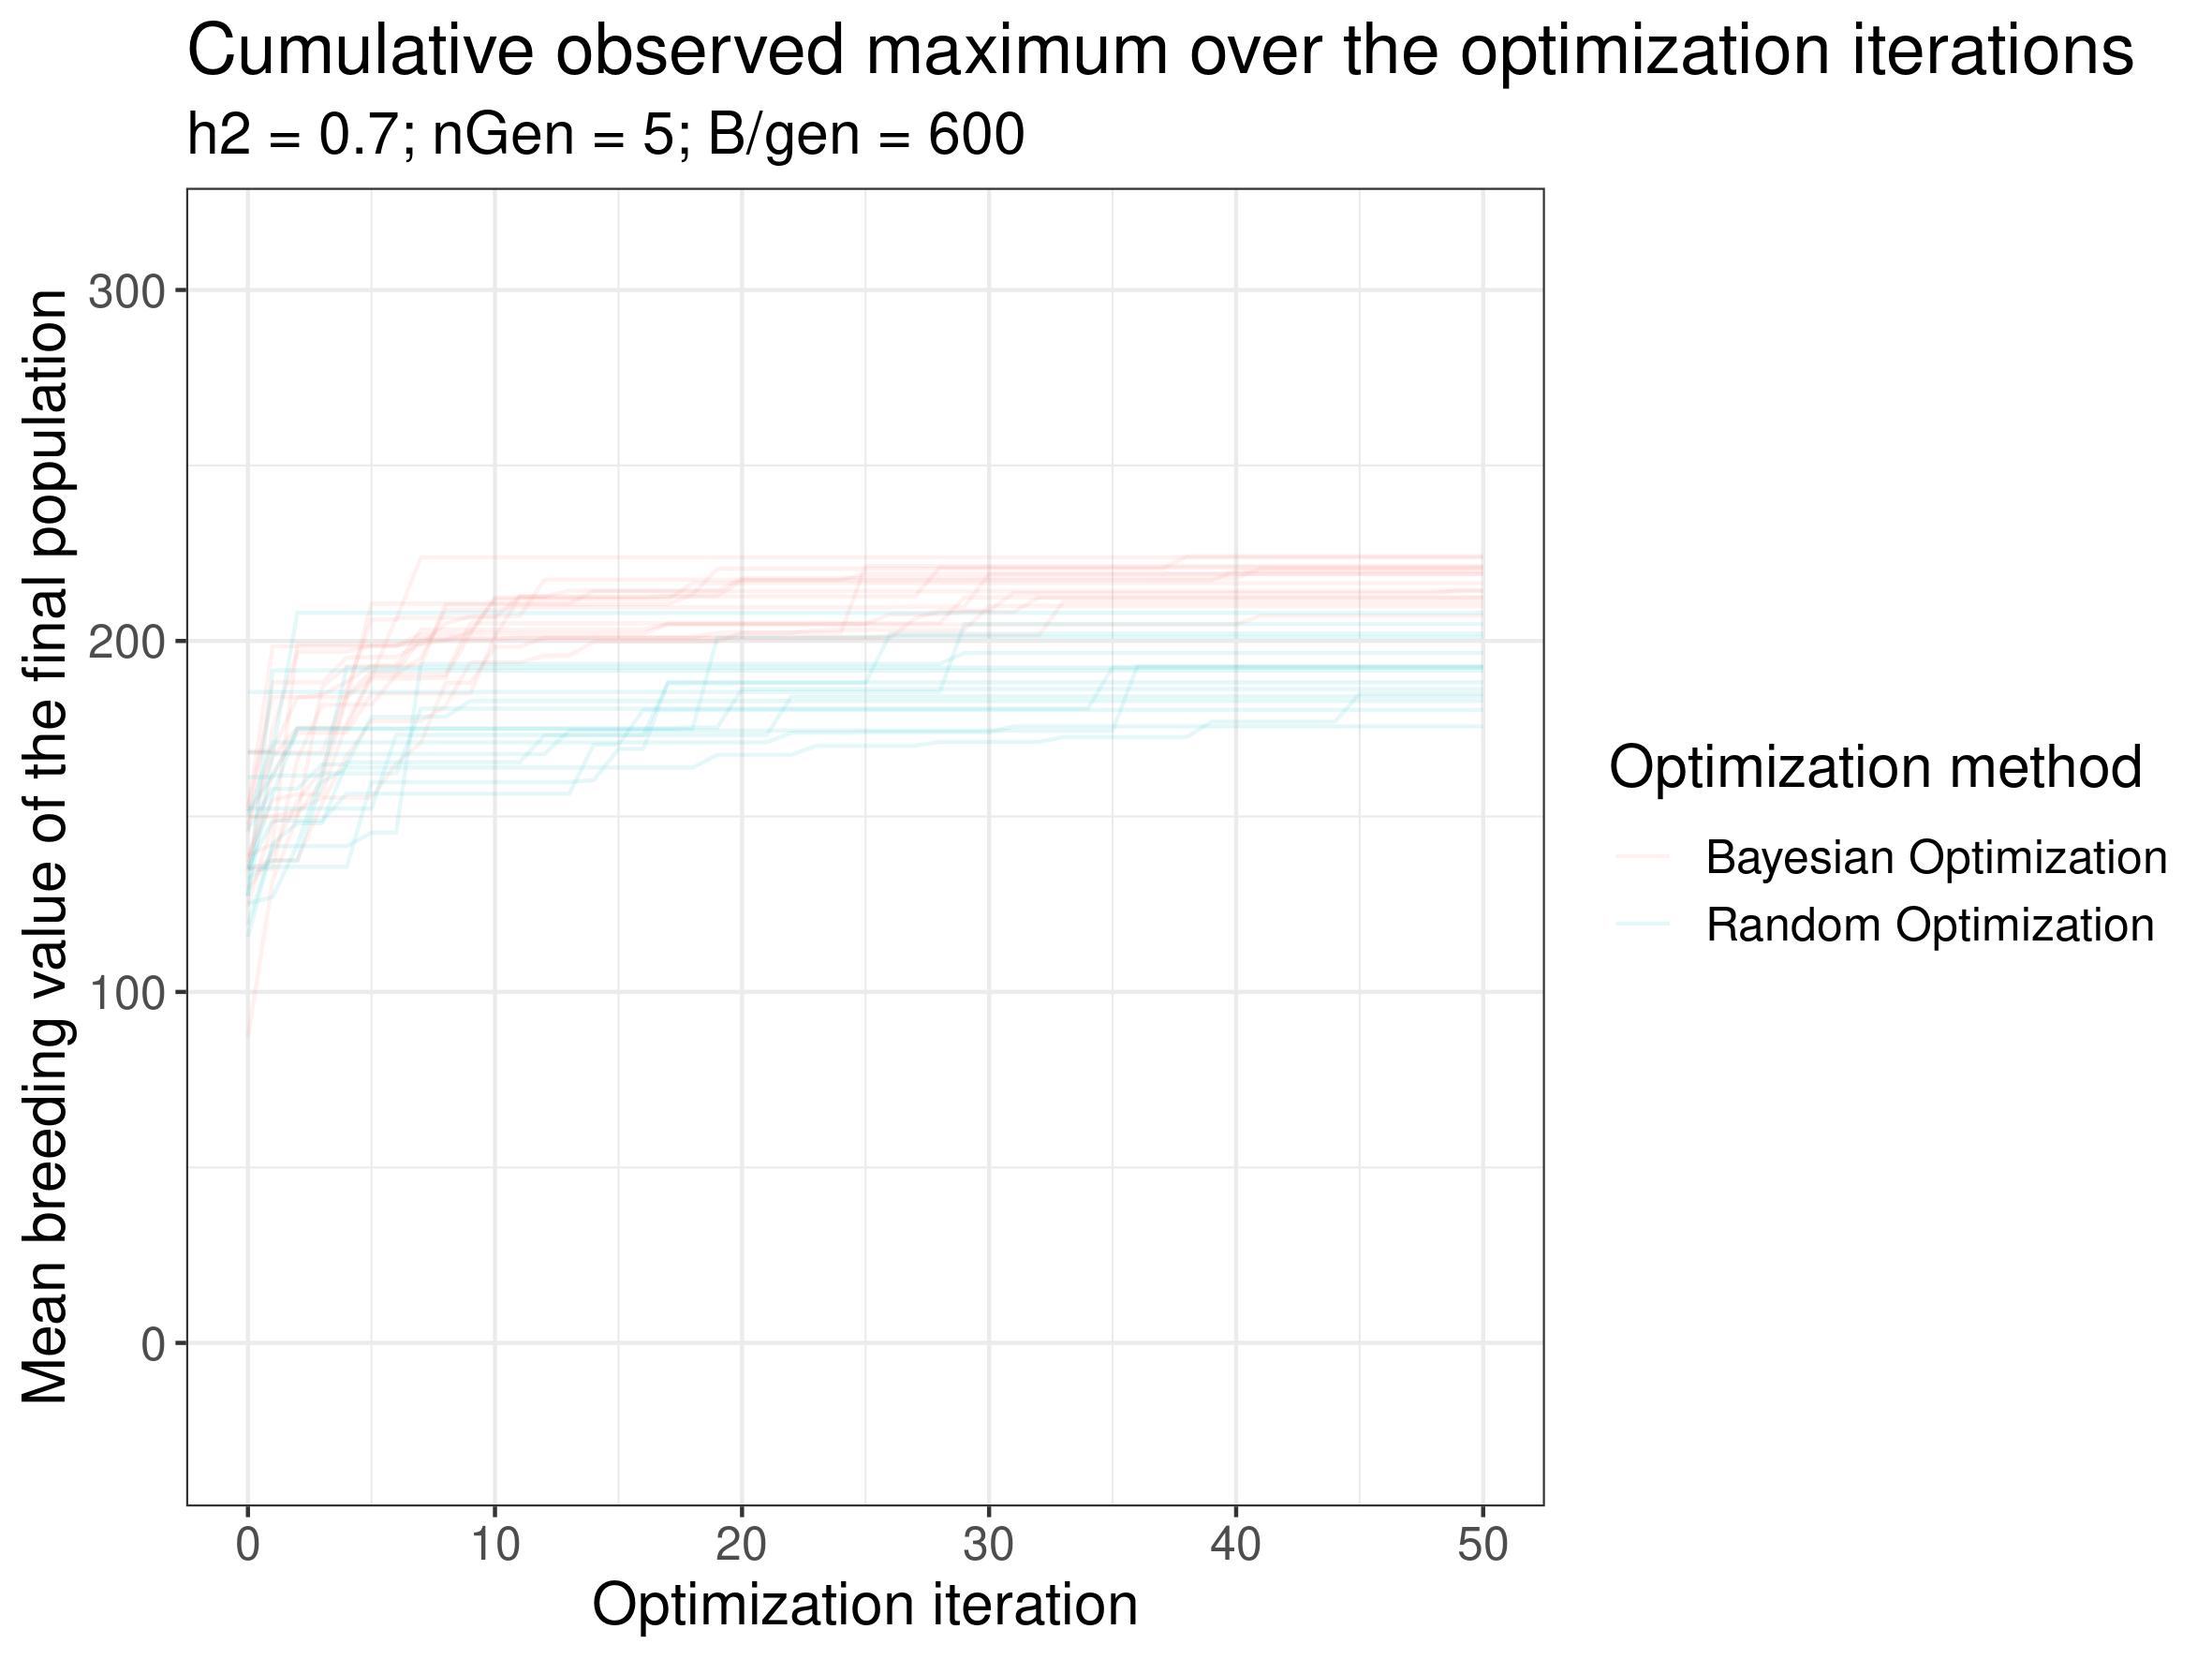 Cumulative observed maximum over the optimization iterations
h2 = 0.7; nGen = 5; B/gen = 600
Mean breeding value of the final population
300
200
100
0
0 10 20 30 40 50
Optimization iteration
Optimization method
Bayesian Optimization
Random Optimization